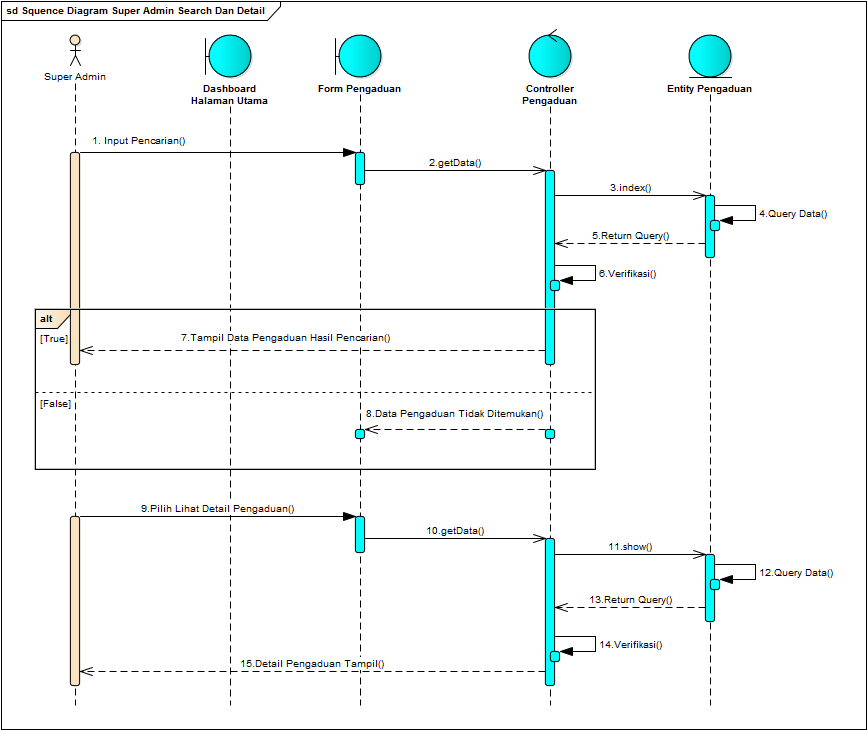 sd Squence Diagram Super Admin Search Dan Detail
Super Admin
Dashboard
Halaman Utama
Form Pengaduan
Controller
Pengaduan
Entity Pengaduan
1. Input Pencarian()
2.getData()
3.index()
4.Query Data()
5.Return Query()
6.Verifikasi()
alt
[True]
7.Tampil Data Pengaduan Hasil Pencarian()
[False]
8.Data Pengaduan Tidak Ditemukan()
9.Pilih Lihat Detail Pengaduan()
10.getData()
11.show()
12.Query Data()
13.Return Query()
14.Verifikasi()
15.Detail Pengaduan Tampil()